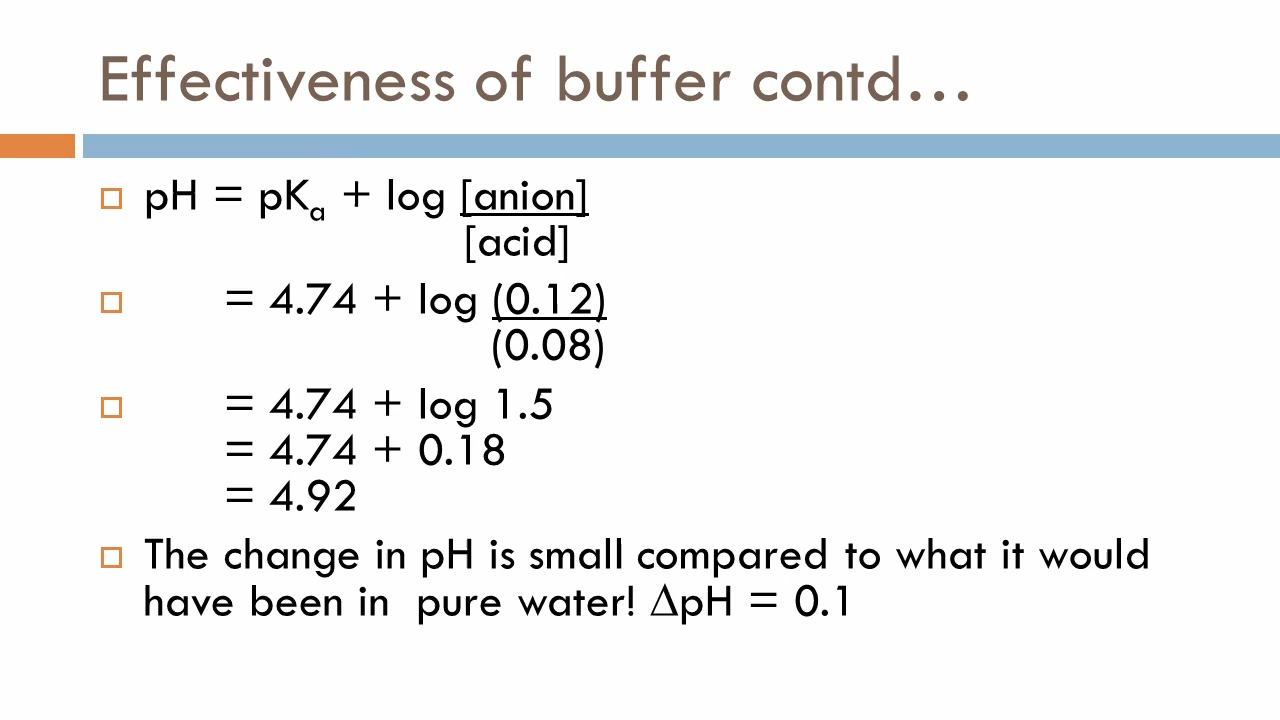 Effectiveness of buffer contd…
pH = pKa + log [anion]
[acid]
= 4.74 + log (0.12)
(0.08)
= 4.74 + log 1.5
= 4.74 + 0.18
= 4.92
The change in pH is small compared to what it would
have been in pure water! ∆pH = 0.1